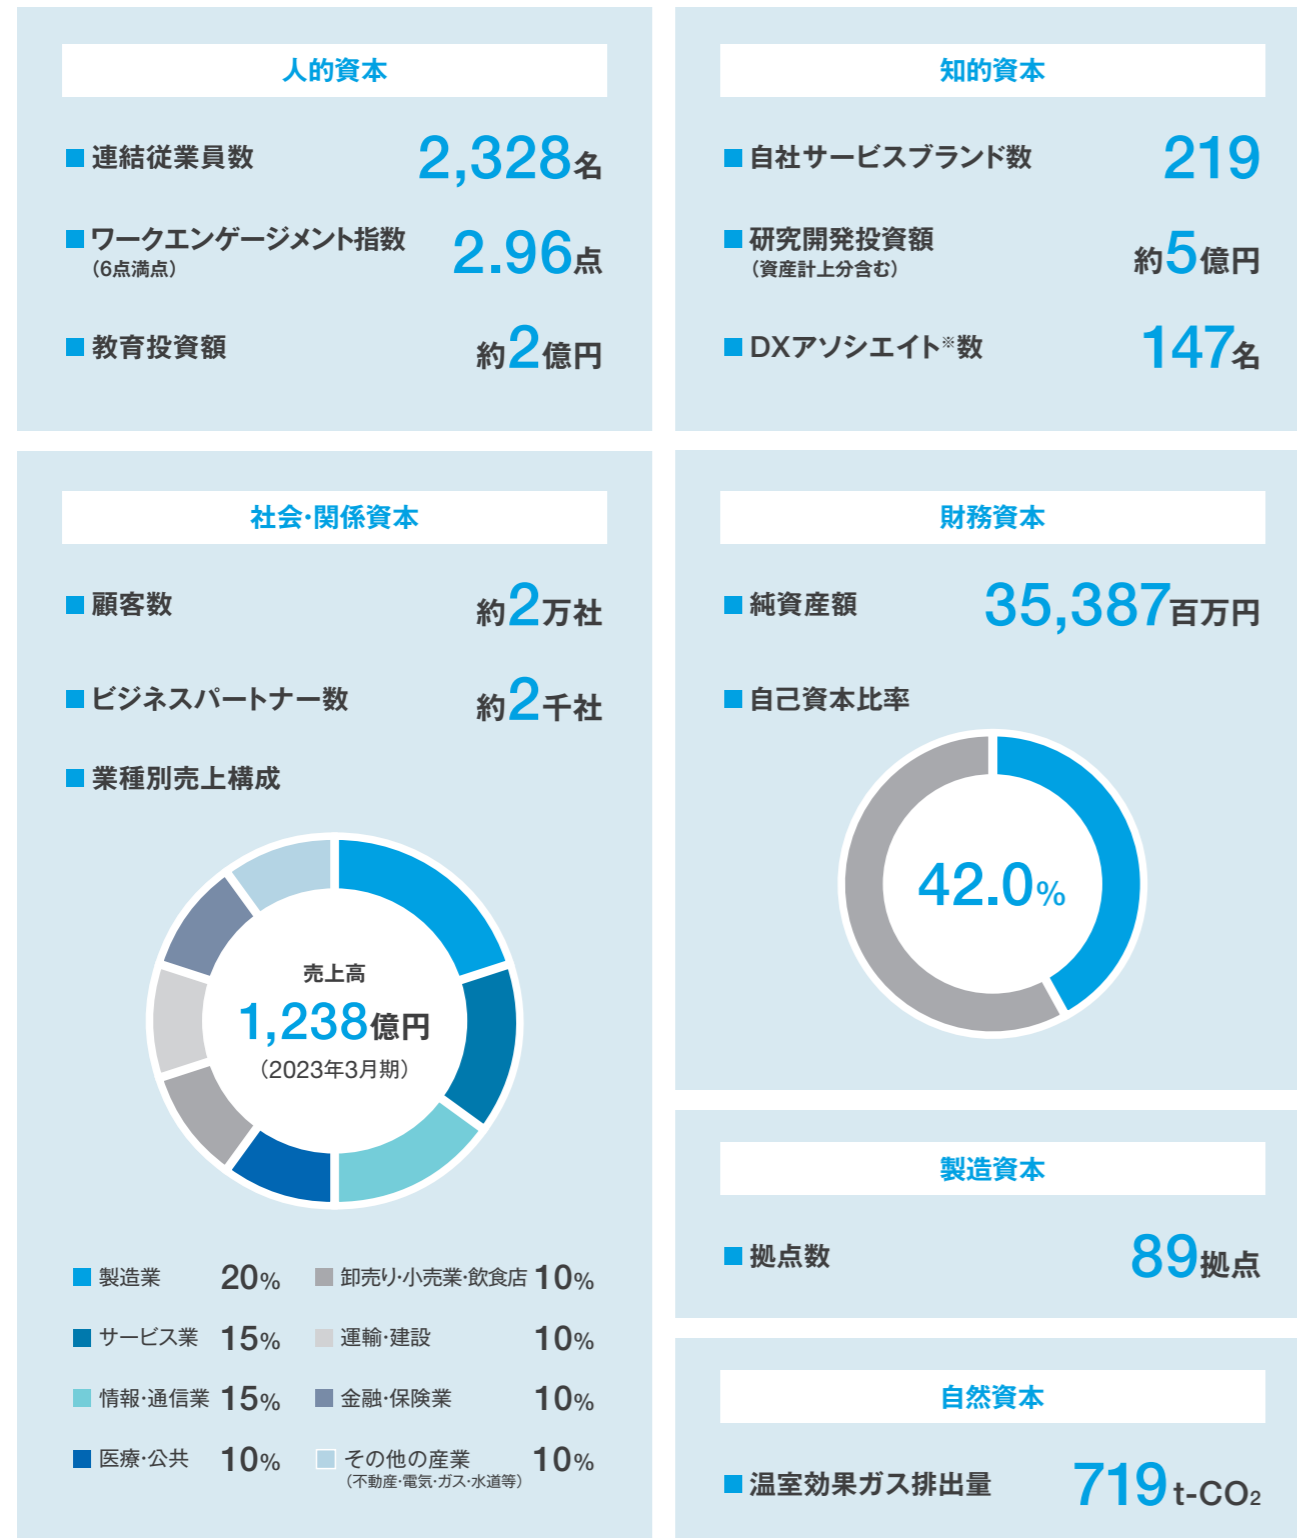 人的資本
連結従業員数 2,328名
ワークエンゲージメント指数 2.96点
(6点満点)
教育投資額 約2億円
知的資本
自社サービスブランド数 219
研究開発投資額 約5億円
(資産計上分含む)
DXアソシエイト※数 147名
社会・関係資本
顧客数 約2万社
ビジネスパートナー数 約2千社
業種別売上構成
売上高
1,238億円
(2023年3月期)
製造業 20% 卸売り・小売業・飲食店 10%
サービス業 15% 運輸・建設 10%
情報・通信業 15% 金融・保険業 10%
医療・公共 10% その他の産業 10%
(不動産・電気・ガス・水道等)
財務資本
純資産額 35,387百万円
自己資本比率
42.0%
製造資本
拠点数 89拠点
自然資本
温室効果ガス排出量 719t-CO₂